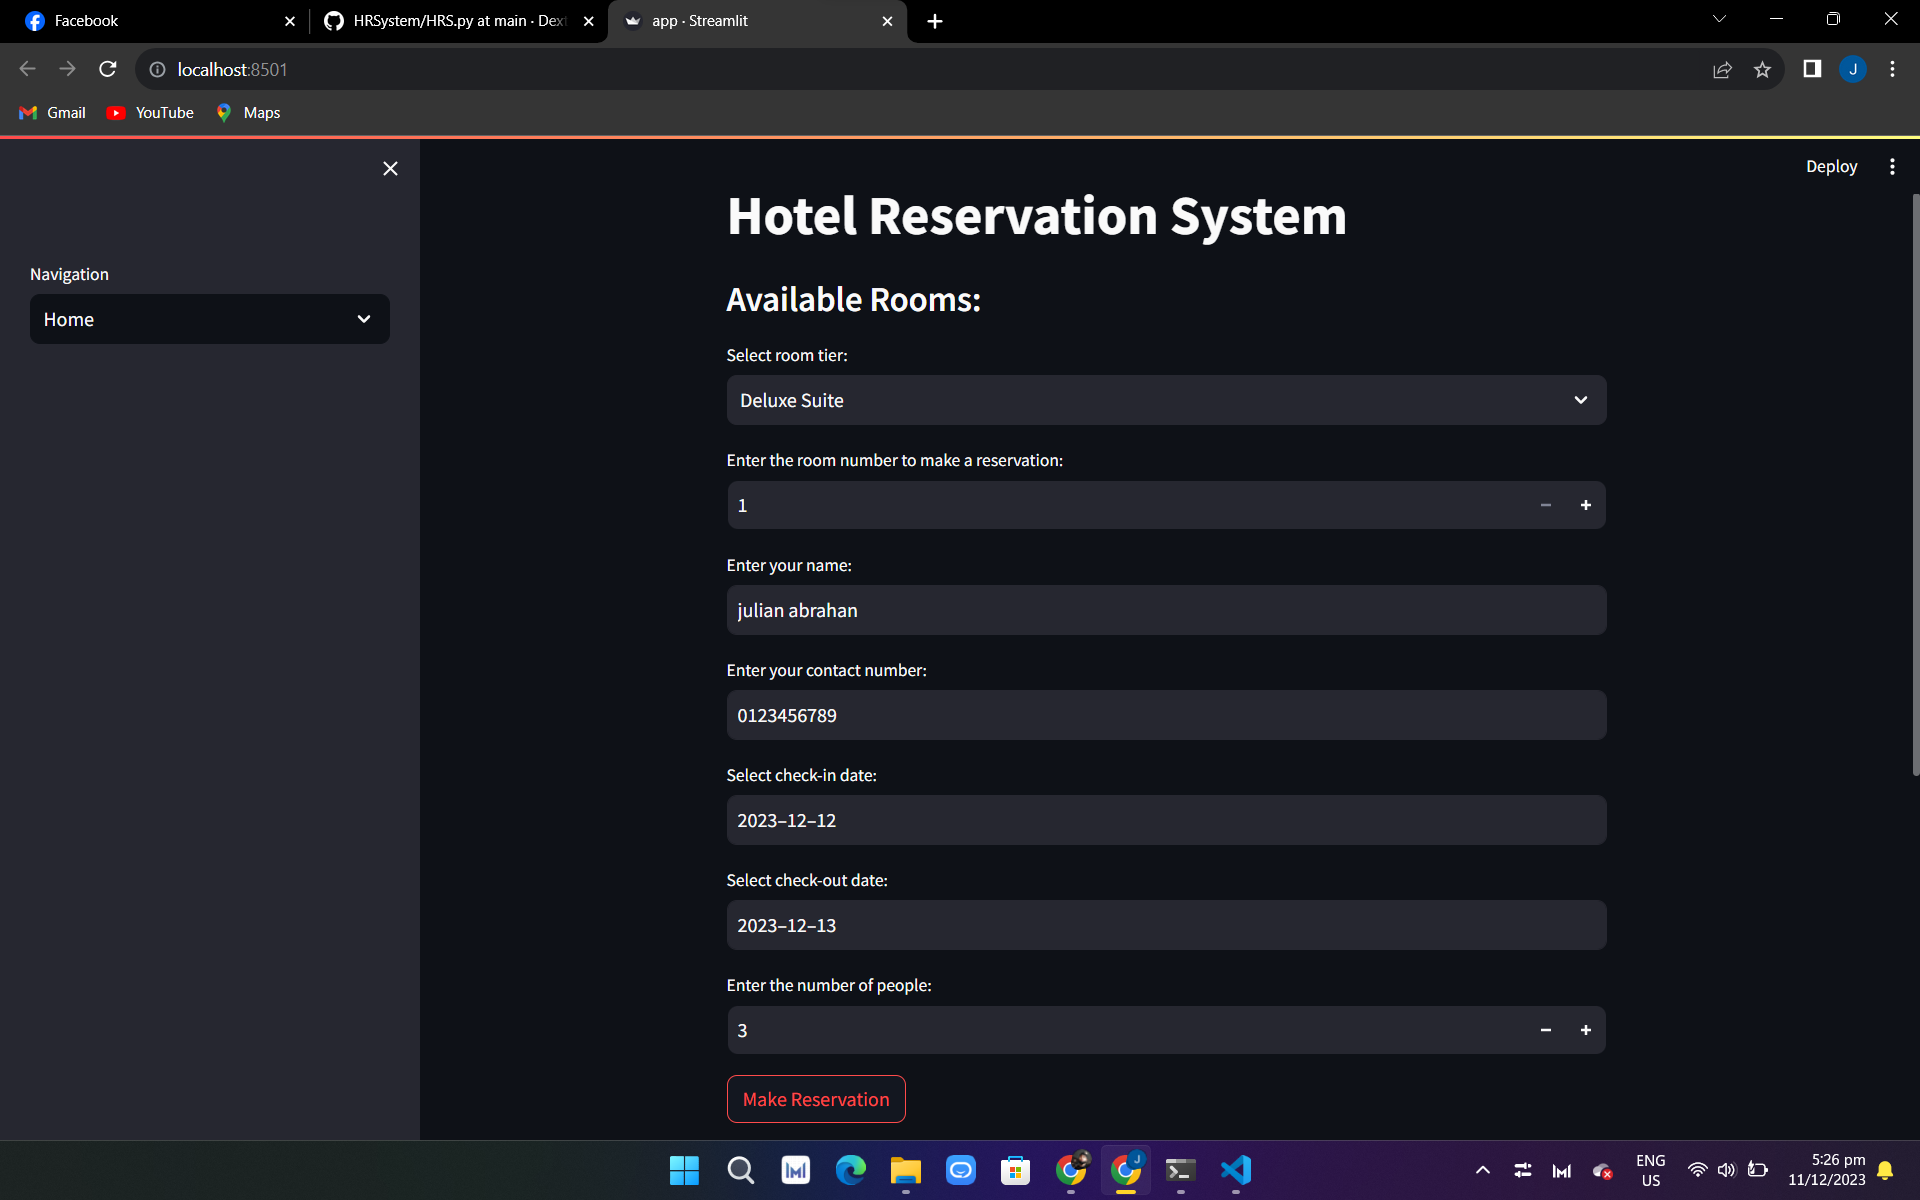 Facebook
HRSystem/HRS.py at main · Dext
app · Streamlit
localhost:8501
J
Gmail
YouTube
Maps
Deploy
Navigation
Home
Hotel Reservation System
Available Rooms:
Select room tier:
Deluxe Suite
Enter the room number to make a reservation:
1
Enter your name:
julian abrahan
Enter your contact number:
0123456789
Select check-in date:
2023–12–12
Select check-out date:
2023–12–13
Enter the number of people:
3
Make Reservation
J
ENG
US
5:26 pm
11/12/2023